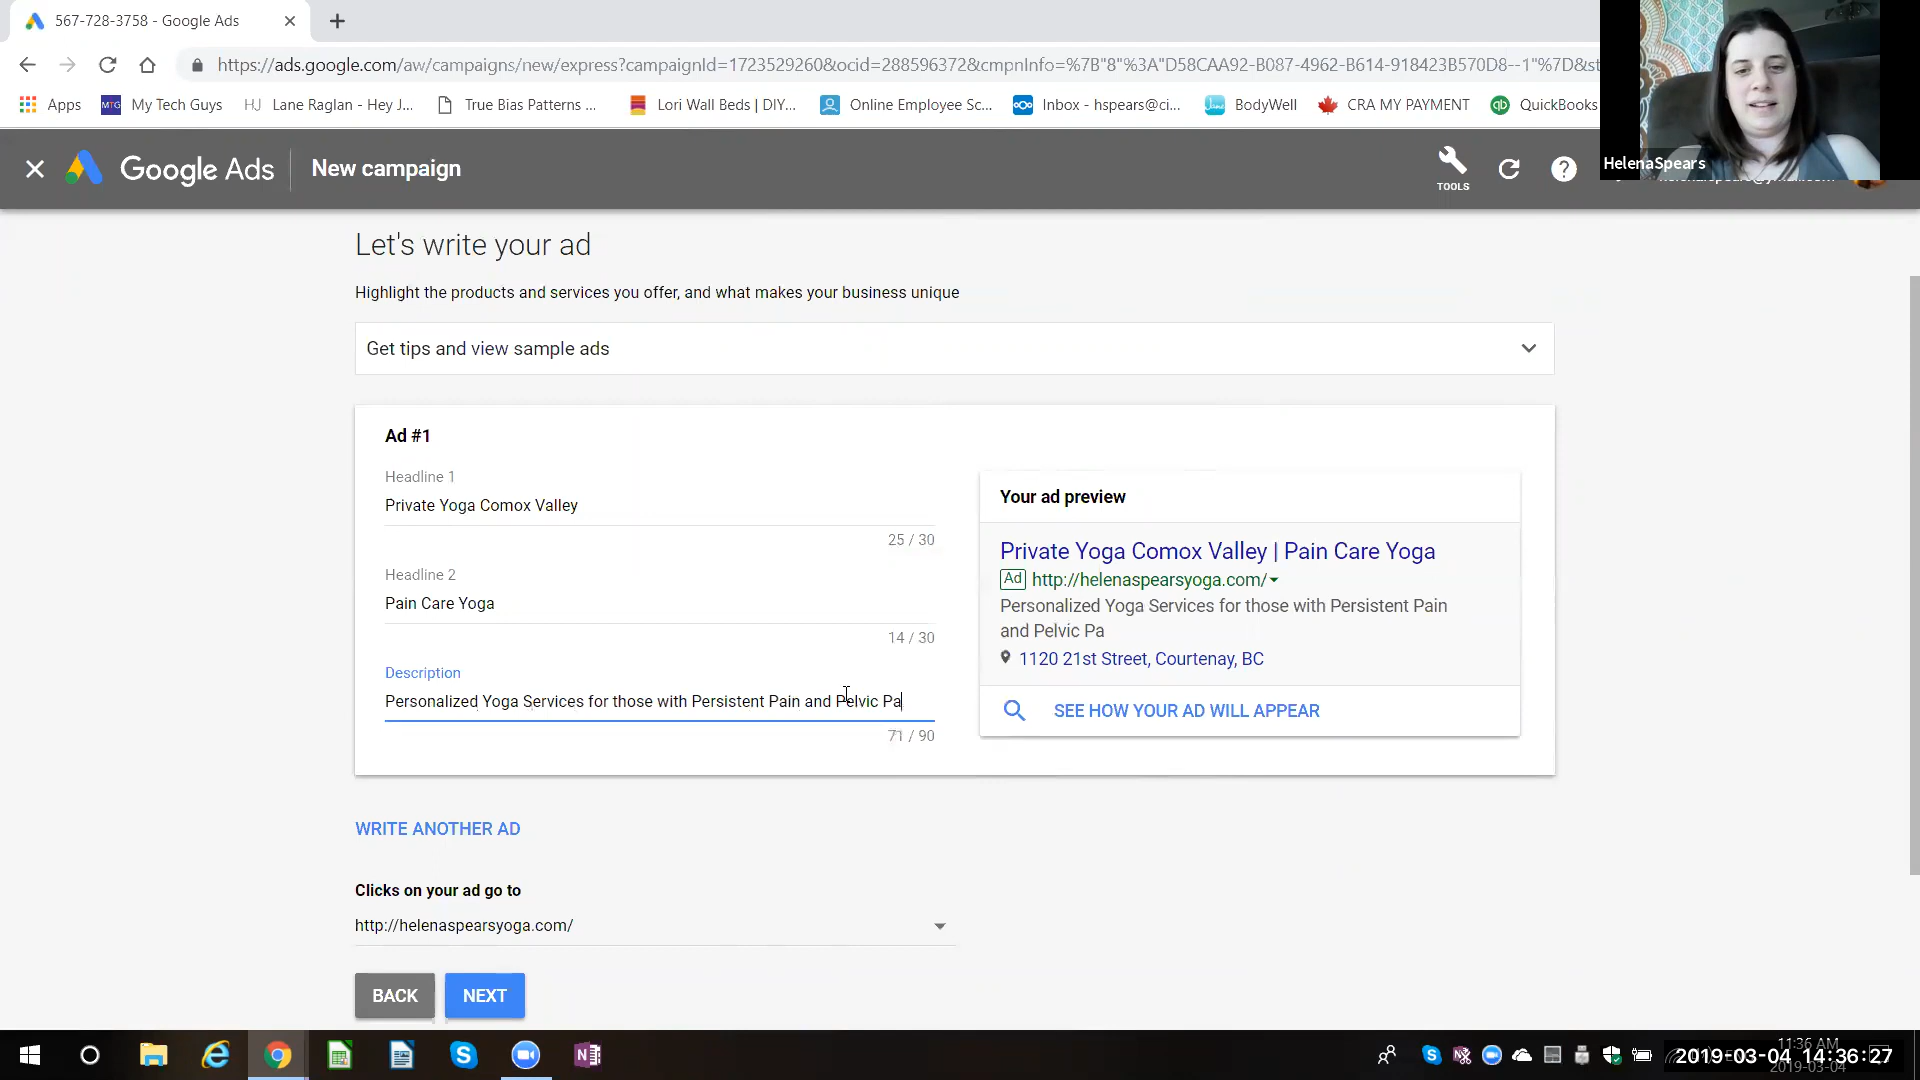 567-728-3758 - Google Ads
https://ads.google.com/aw/campaigns/new/express?campaignId=1723529260&ocid=288596372&cmpnInfo=%7B"8"%3A"D58CAA92-B087-4962-B614-918423B570D8--1"%7D&st
Apps My Tech Guys Lane Raglan - Hey J... True Bias Patterns ... Lori Wall Beds | DIY,... Online Employee Sc... Inbox - hspears@ci... BodyWell CRA MY PAYMENT QuickBooks
HelenaSpears
Google Ads New campaign
TOOLS
Let's write your ad
Highlight the products and services you offer, and what makes your business unique
Get tips and view sample ads
Ad #1
Headline 1
Private Yoga Comox Valley
25 / 30
Headline 2
Pain Care Yoga
14 / 30
Description
Personalized Yoga Services for those with Persistent Pain and Pelvic Pa
71 / 90
Your ad preview
Private Yoga Comox Valley | Pain Care Yoga
Ad http://helenaspearsyoga.com/
Personalized Yoga Services for those with Persistent Pain
and Pelvic Pa
1120 21st Street, Courtenay, BC
SEE HOW YOUR AD WILL APPEAR
WRITE ANOTHER AD
Clicks on your ad go to
http://helenaspearsyoga.com/
BACK NEXT
11:36 AM
2019-03-04 14:36:27
2019-03-04